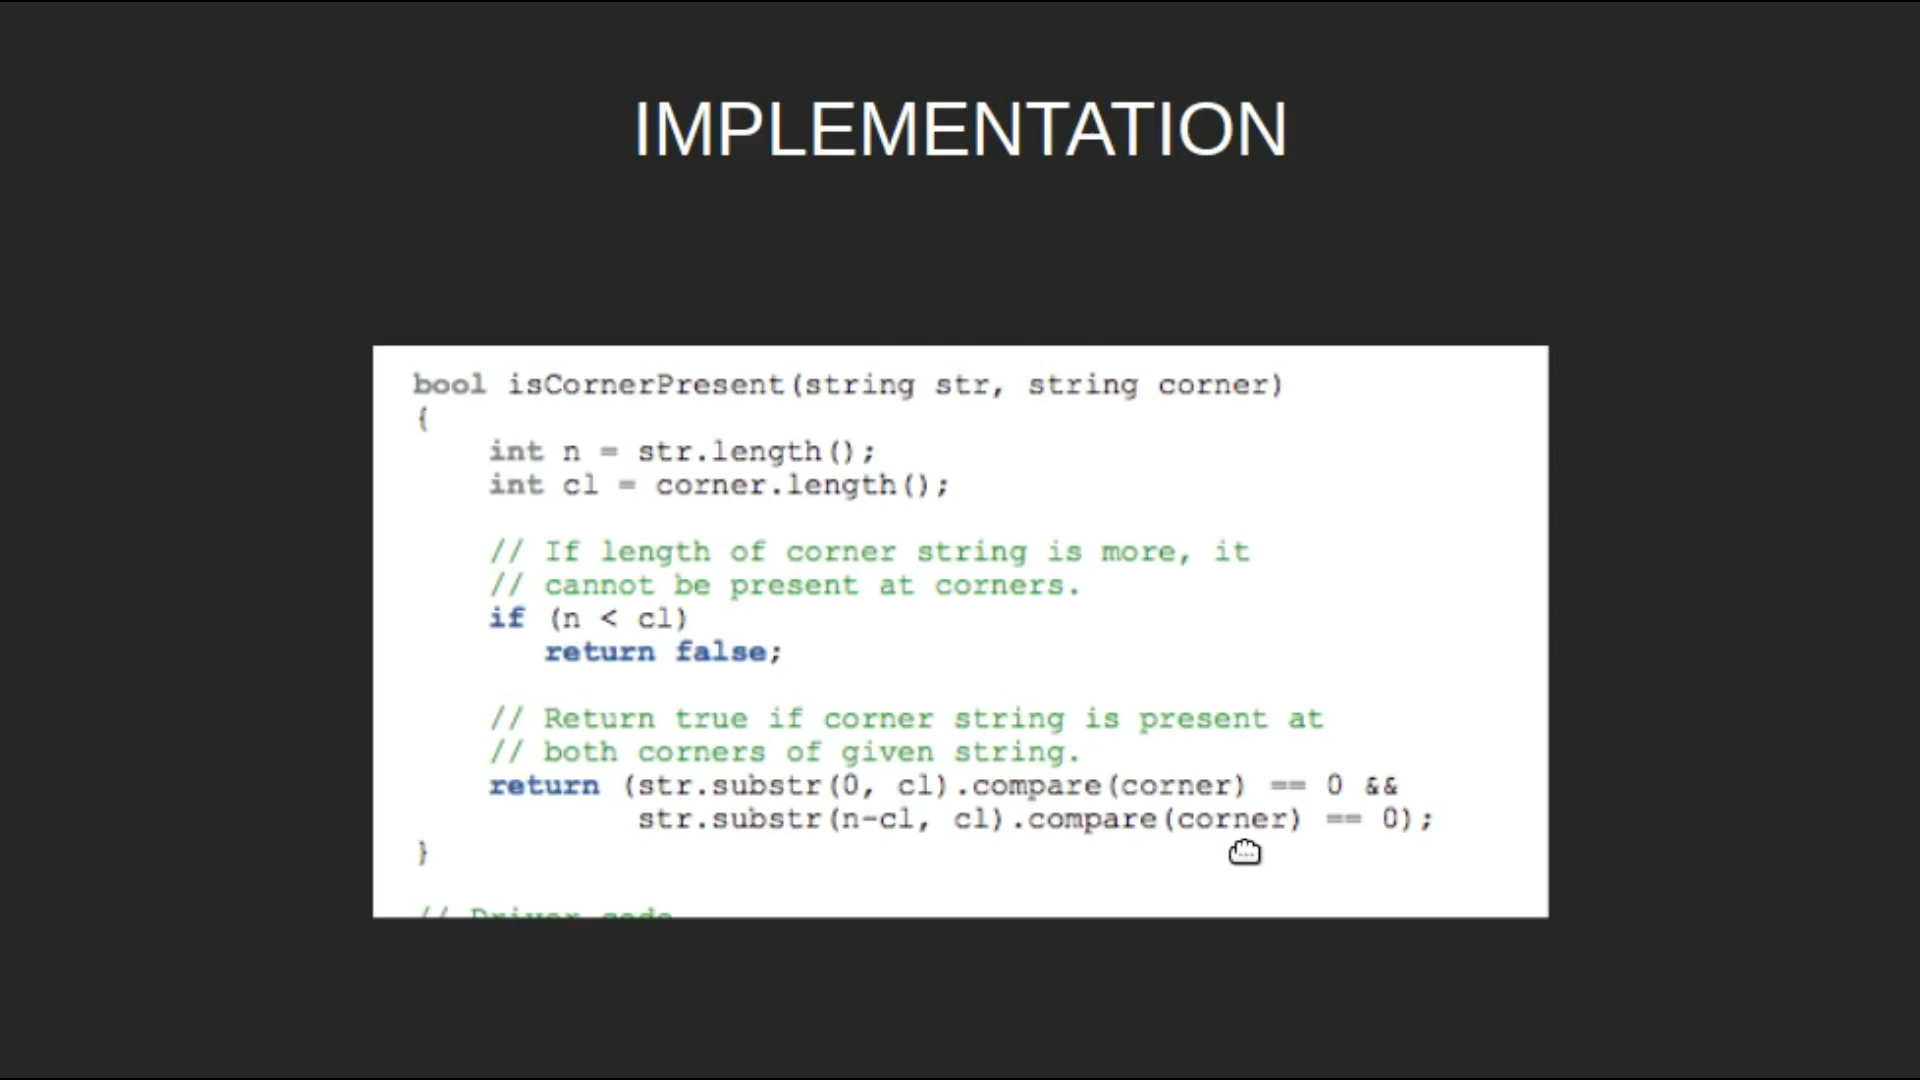 IMPLEMENTATION
bool isCornerPresent(string str, string corner)
{
int n = str.length();
int cl = corner.length();
// If length of corner string is more, it
// cannot be present at corners.
if (n < cl)
return false;
// Return true if corner string is present at
// both corners of given string.
return (str.substr(0, cl).compare(corner) == 0 &&
str.substr(n-cl, cl).compare(corner) == 0);
}
// Driver code